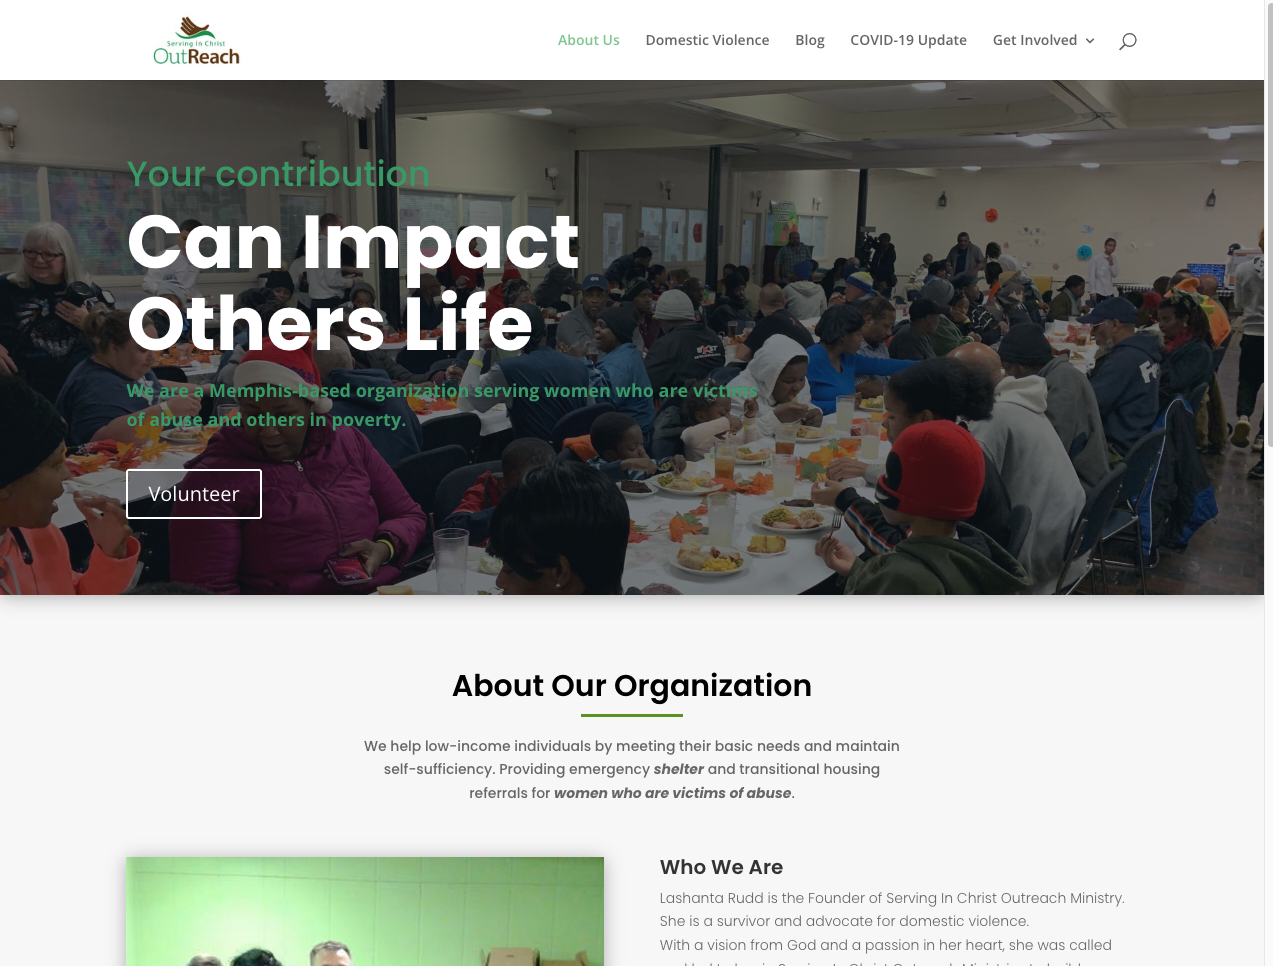 Serving In Christ
OutReach
About Us
Domestic Violence
Blog
COVID-19 Update
Get Involved
Your contribution
Can Impact
Others Life
We are a Memphis-based organization serving women who are victims
of abuse and others in poverty.
Volunteer
About Our Organization
We help low-income individuals by meeting their basic needs and maintain
self-sufficiency. Providing emergency shelter and transitional housing
referrals for women who are victims of abuse.
Who We Are
Lashanta Rudd is the Founder of Serving In Christ Outreach Ministry.
She is a survivor and advocate for domestic violence.
With a vision from God and a passion in her heart, she was called